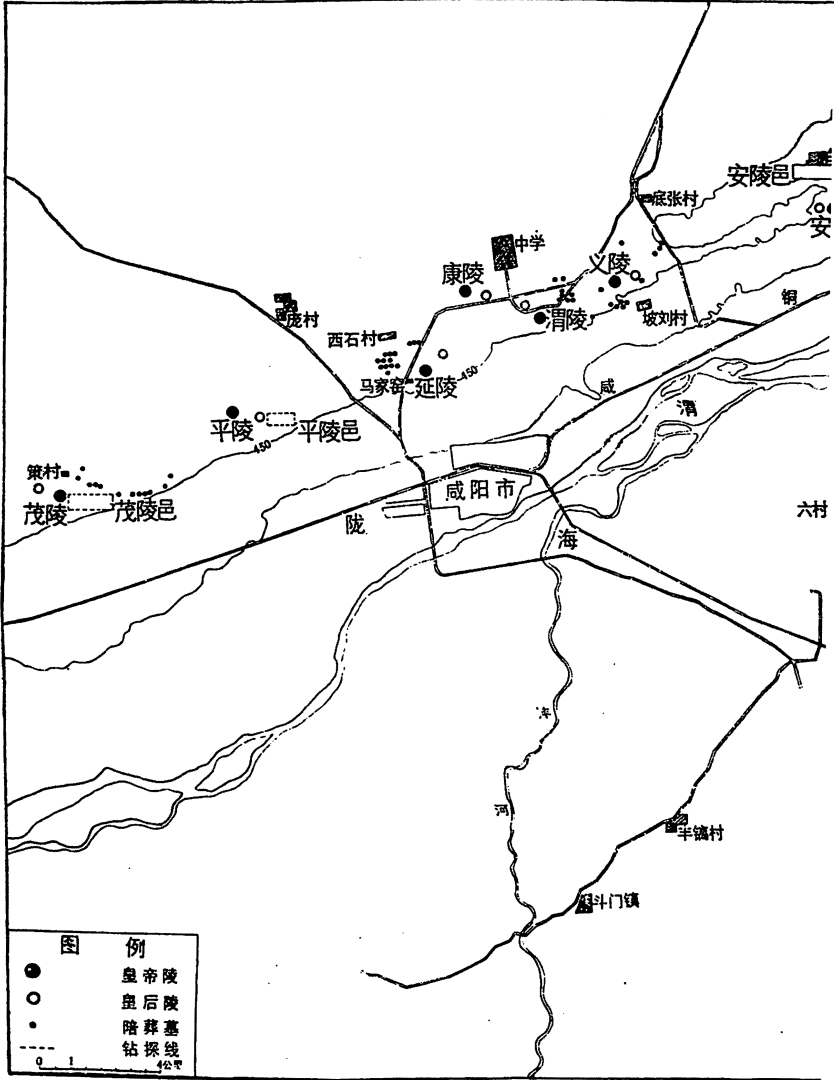 安陵邑
底张村
安
中学
义陵
康陵
铜
庞村
渭陵
坡刘村
西石村
马家窑
延陵
450
咸
渭
平陵
平陵邑
450
策村
茂陵
茂陵邑
咸阳市
六村
陇
海
河
斗门镇
图例
皇帝陵
皇后陵
陪葬墓
钻探线
0 1 4公里